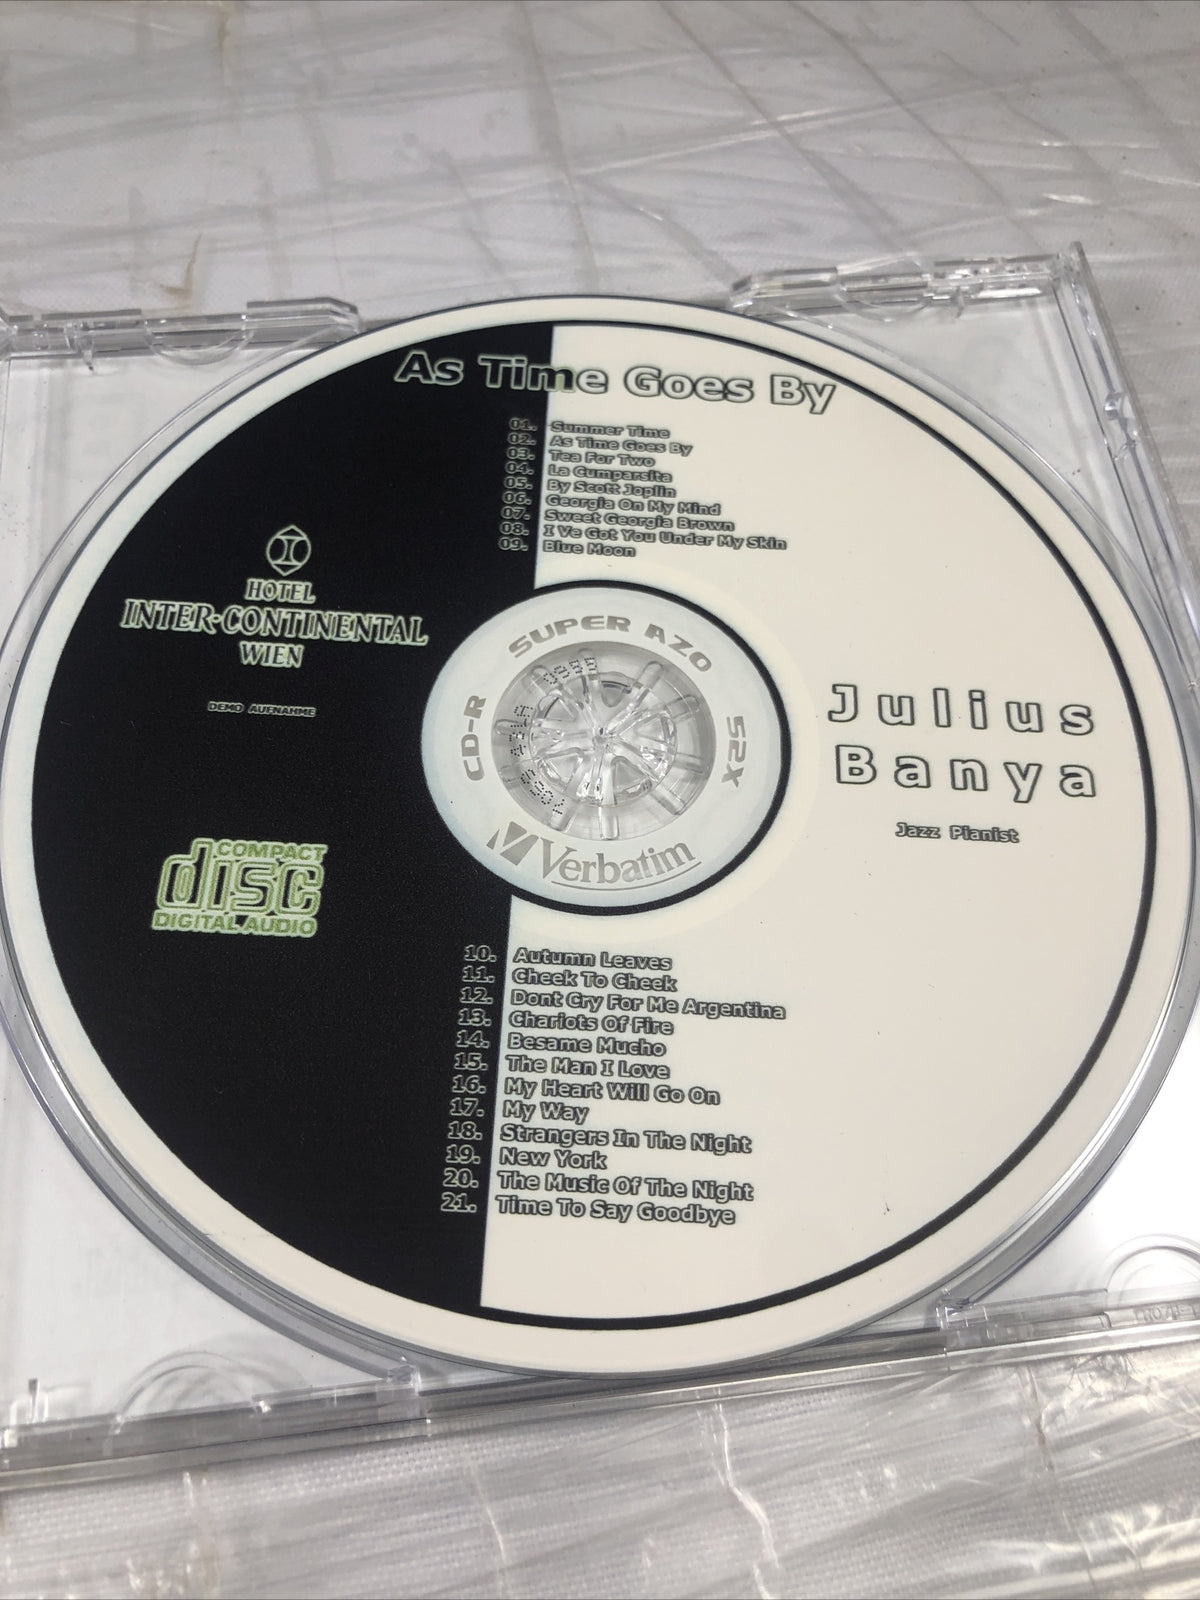 As Time Goes By
01. Summer Time
02. As Time Goes By
03. Tea For Two
04. La Cumparsita
05. By Scott Joplin
06. Georgia On My Mind
07. Sweet Georgia Brown
08. I Ve Got You Under My Skin
09. Blue Moon
HOTEL
INTER-CONTINENTAL
WIEN
DEMO AUFNAHME
SUPER AZO
CD-R
52X
Verbatim
Julius
Banya
Jazz Pianist
COMPACT
disc
DIGITAL AUDIO
10. Autumn Leaves
11. Cheek To Cheek
12. Dont Cry For Me Argentina
13. Chariots Of Fire
14. Besame Mucho
15. The Man I Love
16. My Heart Will Go On
17. My Way
18. Strangers In The Night
19. New York
20. The Music Of The Night
21. Time To Say Goodbye